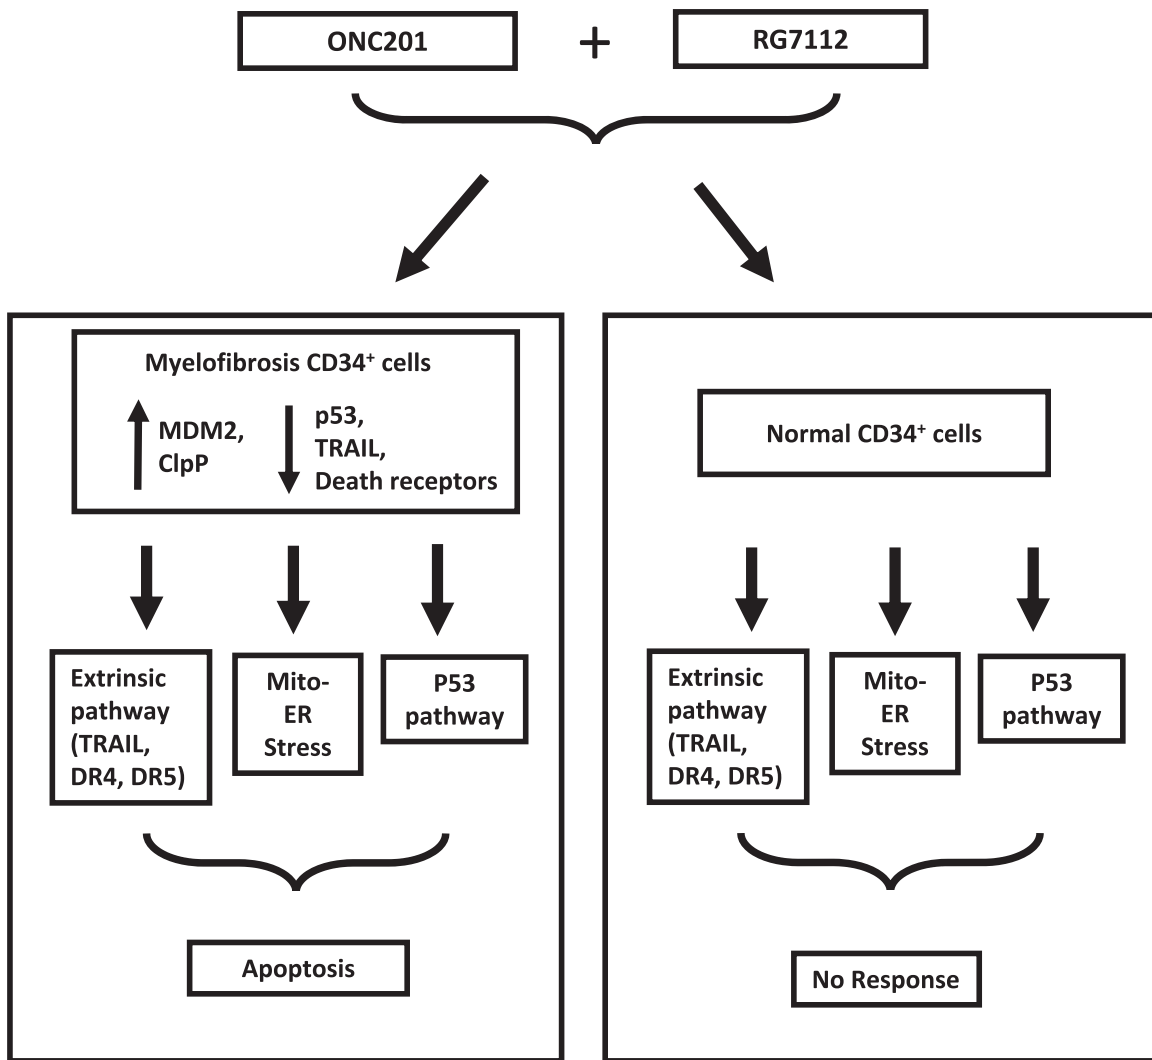 ONC201
+
RG7112
Myelofibrosis CD34⁺ cells
MDM2,
ClpP
p53,
TRAIL,
Death receptors
Extrinsic
pathway
(TRAIL,
DR4, DR5)
Mito-
ER
Stress
P53
pathway
Apoptosis
Normal CD34⁺ cells
Extrinsic
pathway
(TRAIL,
DR4, DR5)
Mito-
ER
Stress
P53
pathway
No Response